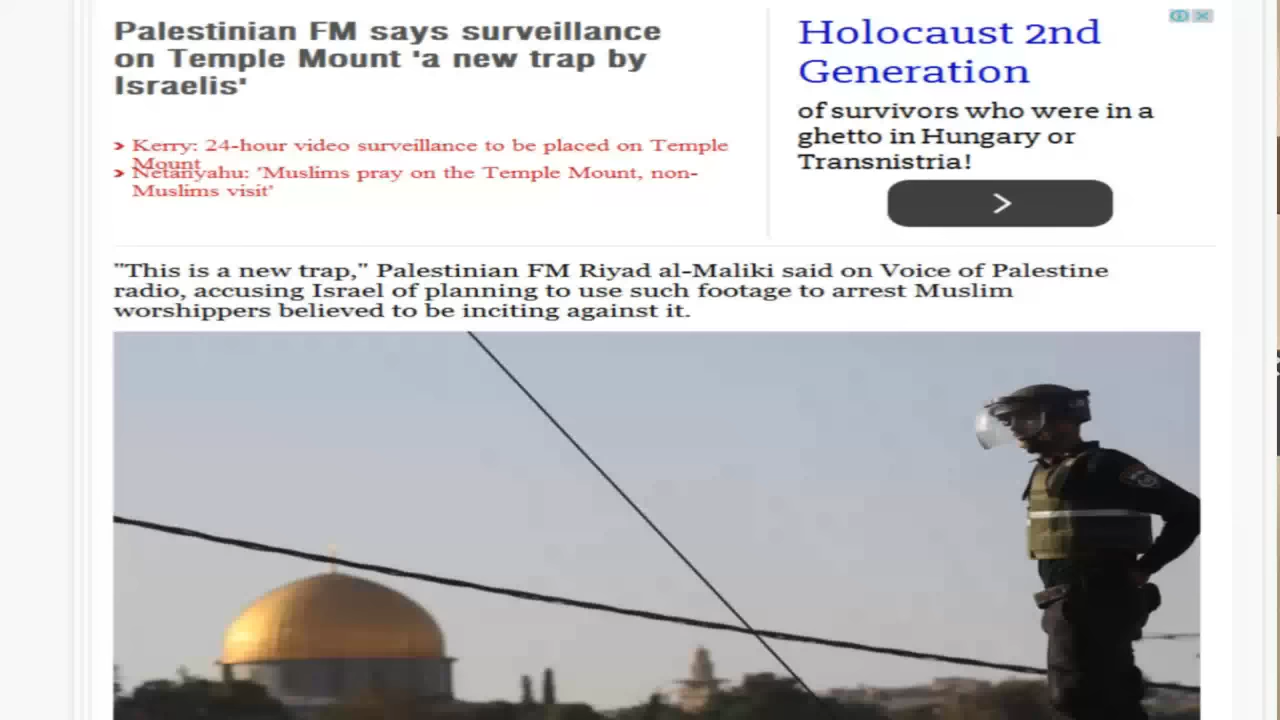 Palestinian FM says surveillance
on Temple Mount 'a new trap by
Israelis'
Kerry: 24-hour video surveillance to be placed on Temple
Mount
Netanyahu: 'Muslims pray on the Temple Mount, non-
Muslims visit'
Holocaust 2nd
Generation
of survivors who were in a
ghetto in Hungary or
Transnistria!
"This is a new trap," Palestinian FM Riyad al-Maliki said on Voice of Palestine
radio, accusing Israel of planning to use such footage to arrest Muslim
worshippers believed to be inciting against it.